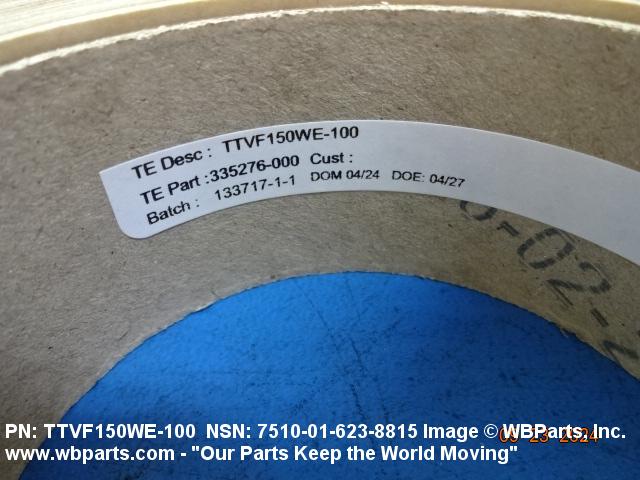 TE Desc : TTVF150WE-100
TE Part :335276-000 Cust :
Batch : 133717-1-1 DOM 04/24 DOE: 04/27
-02-
PN: TTVF150WE-100 NSN: 7510-01-623-8815 Image © WBParts, Inc.
www.wbparts.com - "Our Parts Keep the World Moving"